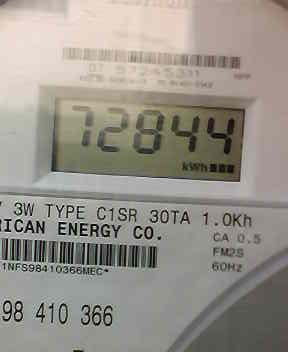 72844
kWh
3W TYPE C1SR 30TA 1.0Kh
RICAN ENERGY CO.
CA 0.5
FM2S
60Hz
1NFS98410366MEC*
98 410 366